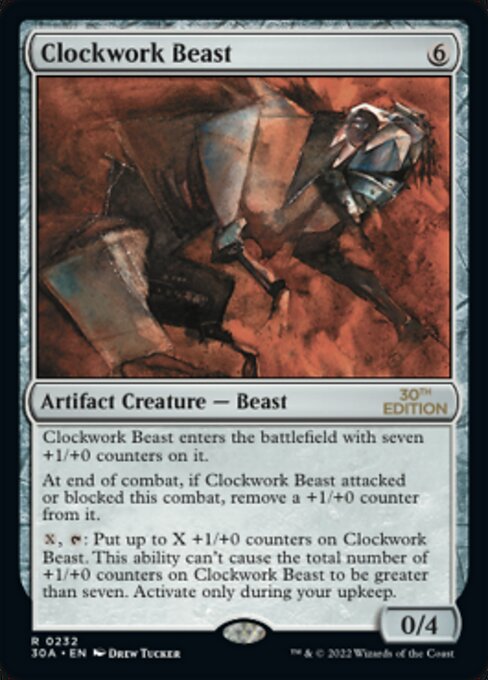 Clockwork Beast 6
Artifact Creature — Beast
30TH
EDITION
Clockwork Beast enters the battlefield with seven
+1/+0 counters on it.
At end of combat, if Clockwork Beast attacked
or blocked this combat, remove a +1/+0 counter
from it.
X, T: Put up to X +1/+0 counters on Clockwork
Beast. This ability can't cause the total number of
+1/+0 counters on Clockwork Beast to be greater
than seven. Activate only during your upkeep.
0/4
R 0232
30A • EN Drew Tucker
™ & © 2022 Wizards of the Coast